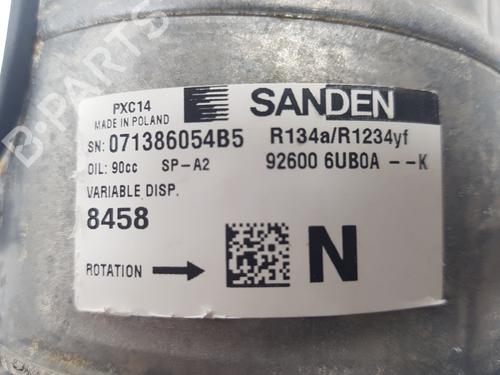 PXC14
MADE IN POLAND
SANDEN
SN: 071386054B5
R134a/R1234yf
OIL: 90cc SP-A2
92600 6UB0A --K
VARIABLE DISP.
8458
ROTATION
N
B-PARTS